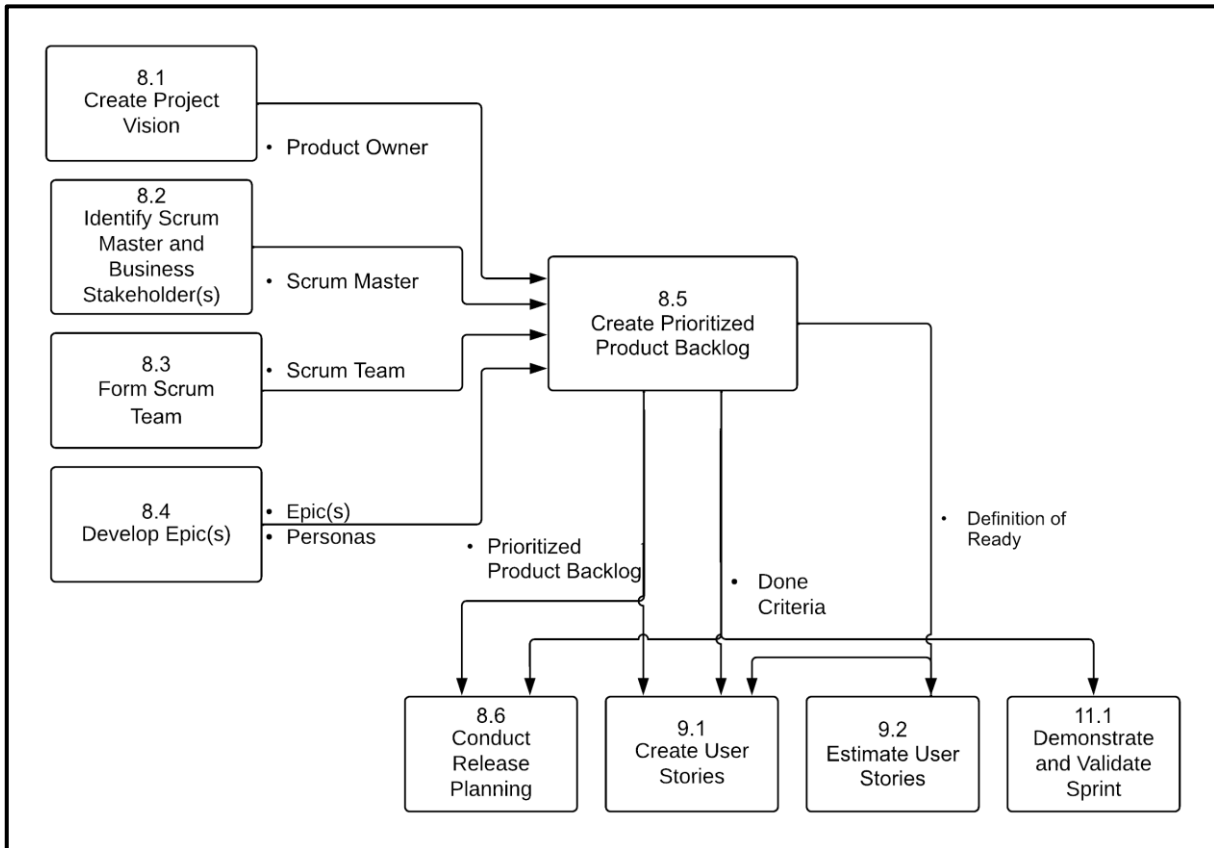 8.1
Create Project
Vision
• Product Owner
8.2
Identify Scrum
Master and
Business
Stakeholder(s)
• Scrum Master
8.3
Form Scrum
Team
• Scrum Team
8.4
Develop Epic(s)
• Epic(s)
• Personas
8.5
Create Prioritized
Product Backlog
• Prioritized
Product Backlog
• Done
Criteria
• Definition of
Ready
8.6
Conduct
Release
Planning
9.1
Create User
Stories
9.2
Estimate User
Stories
11.1
Demonstrate
and Validate
Sprint